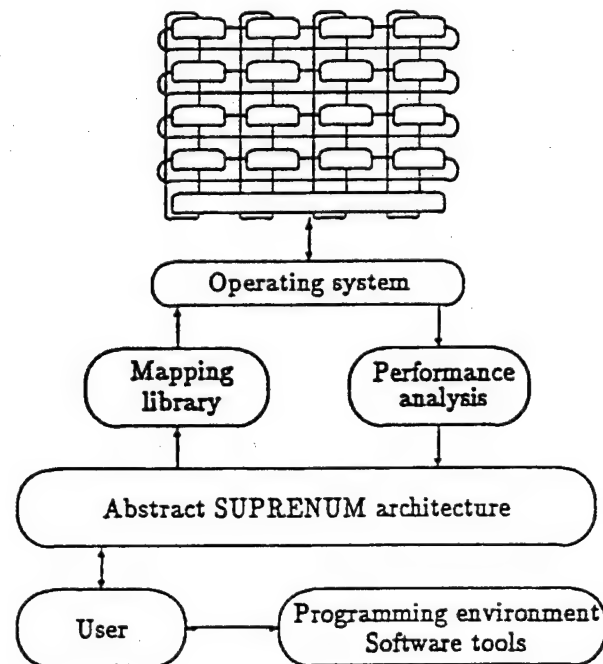 Operating system
Mapping
library
Performance
analysis
Abstract SUPRENUM architecture
User
Programming environment
Software tools